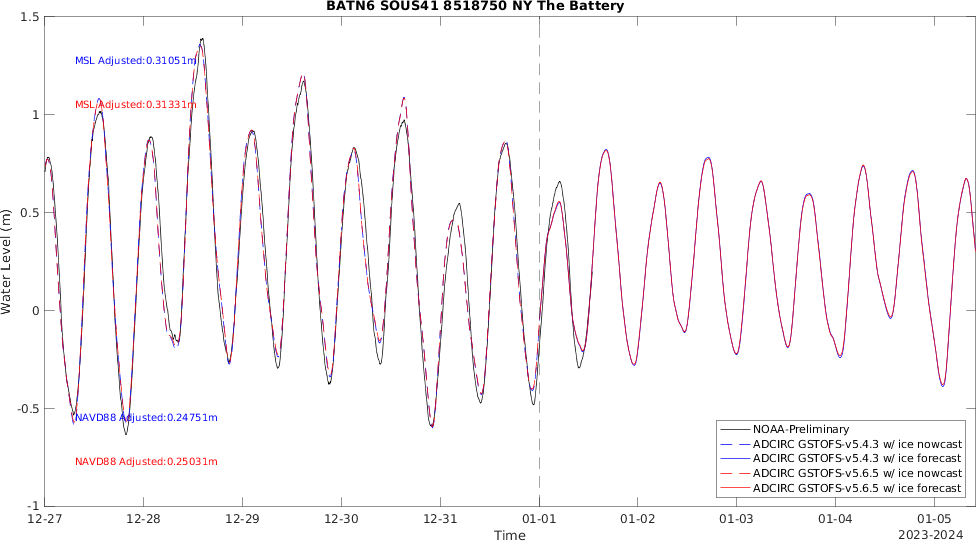 BATN6 SOUS41 8518750 NY The Battery
1.5
MSL Adjusted:0.31051m
MSL Adjusted:0.31331m
1
0.5
Water Level (m)
0
-0.5
NAVD88 Adjusted:0.24751m
NAVD88 Adjusted:0.25031m
NOAA-Preliminary
ADCIRC GSTOFS-v5.4.3 w/ ice nowcast
ADCIRC GSTOFS-v5.4.3 w/ ice forecast
ADCIRC GSTOFS-v5.6.5 w/ ice nowcast
ADCIRC GSTOFS-v5.6.5 w/ ice forecast
-1
12-27 12-28 12-29 12-30 12-31 01-01 01-02 01-03 01-04 01-05
Time
2023-2024